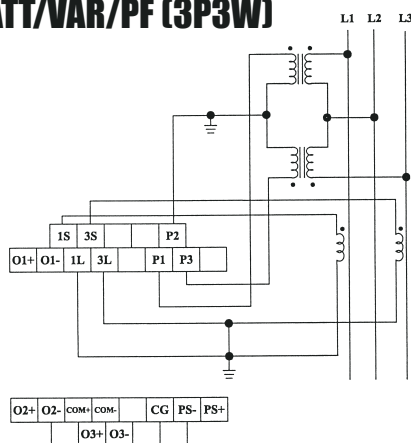 ATT/VAR/PF (3P3W)
L1 L2 L3
1S 3S P2
O1+ O1- 1L 3L P1 P3
O2+ O2- COM+ COM- CG PS- PS+
O3+ O3-